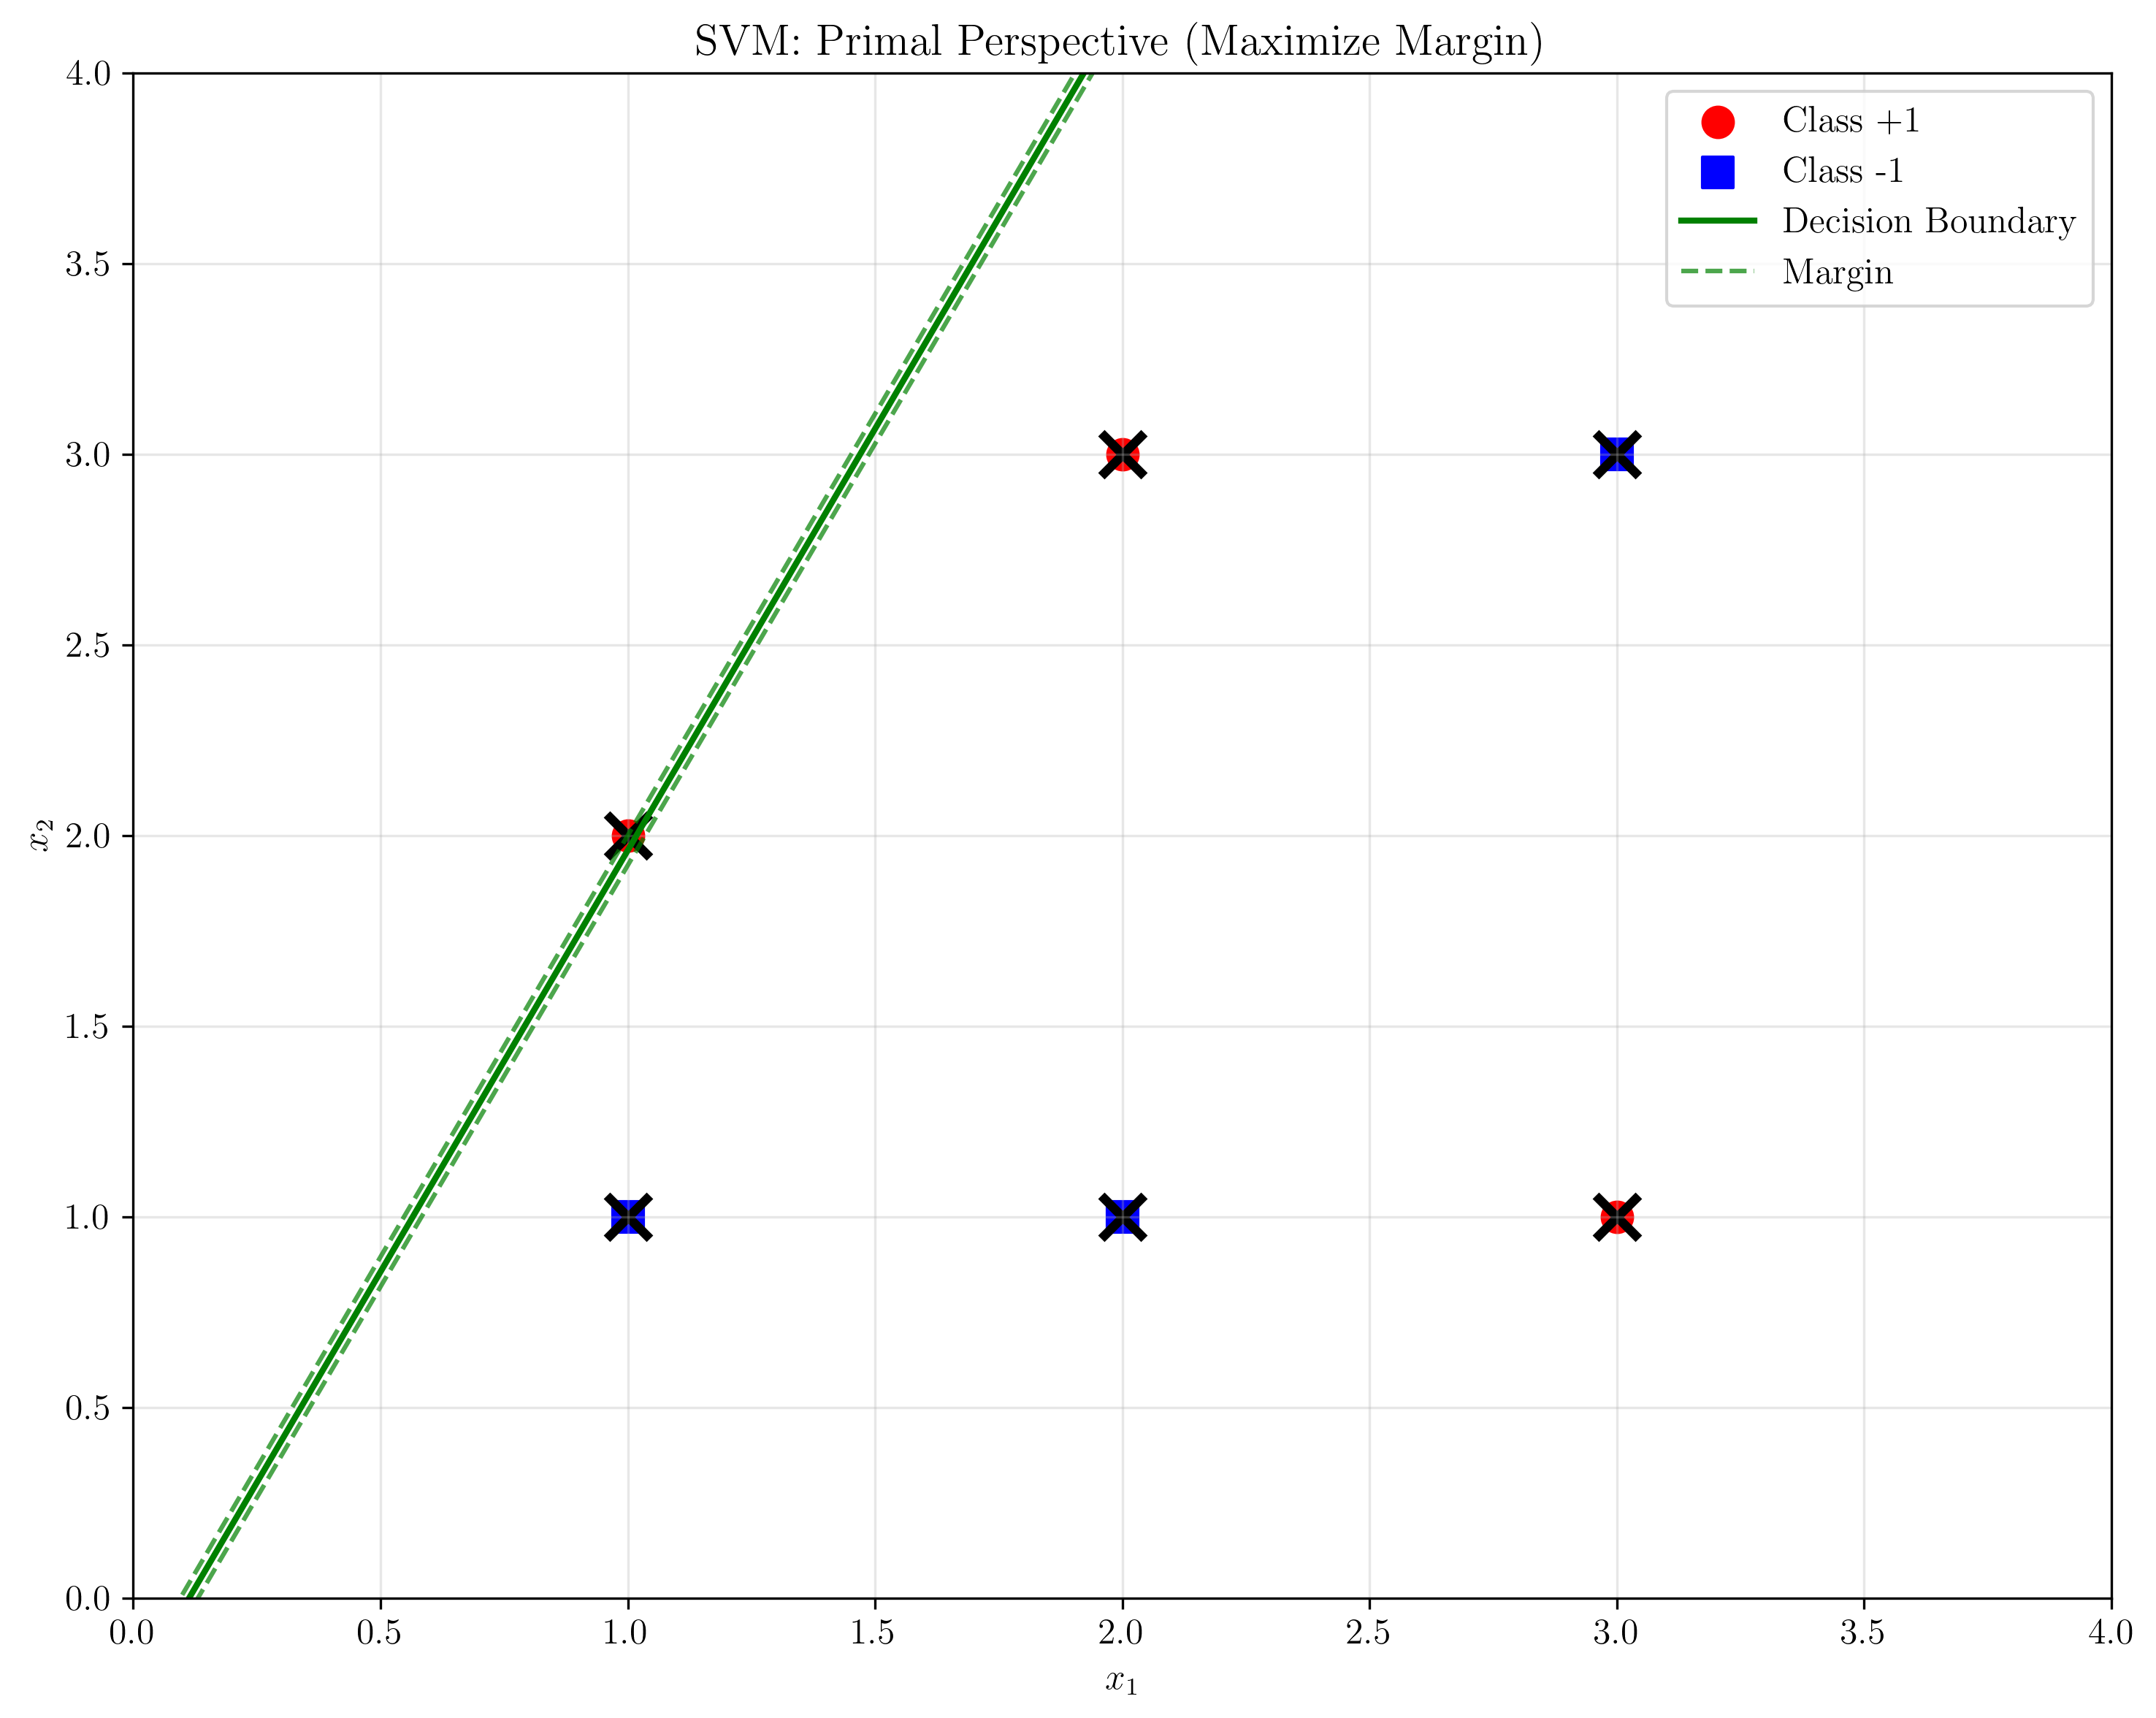 SVM: Primal Perspective (Maximize Margin)
4.0
3.5
3.0
2.5
2.0
1.5
1.0
0.5
0.0
x₂
Class +1
Class -1
Decision Boundary
Margin
0.0 0.5 1.0 1.5 2.0 2.5 3.0 3.5 4.0
x₁